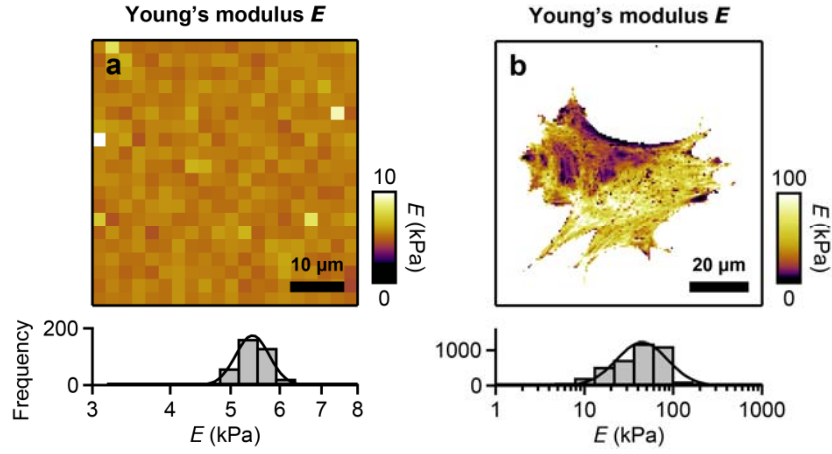 Young's modulus E
a
10
E (kPa)
0
10 µm
200
0
Frequency
3 4 5 6 7 8
E (kPa)
Young's modulus E
b
100
E (kPa)
0
20 µm
1000
0
1 10 100 1000
E (kPa)